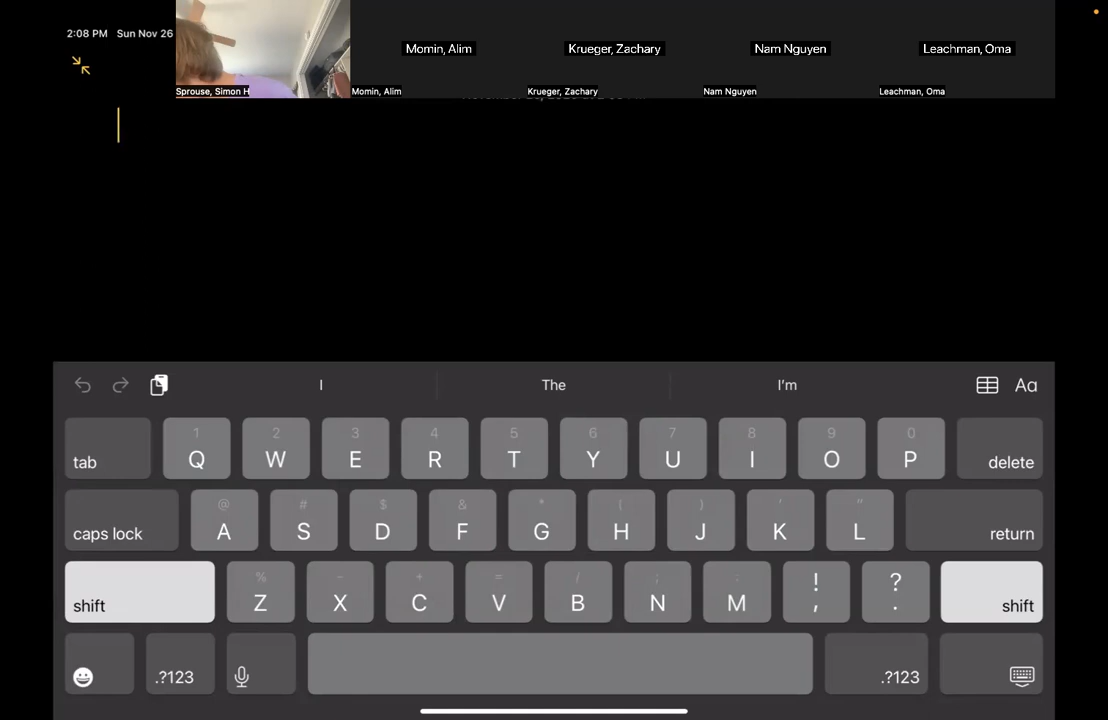 2:08 PM Sun Nov 26
Momin, Alim
Krueger, Zachary
Nam Nguyen
Leachman, Oma
Sprouse, Simon H
Momin, Alim
Krueger, Zachary
Nam Nguyen
Leachman, Oma
I The I'm Aa
1 2 3 4 5 6 7 8 9 0
tab Q W E R T Y U I O P delete
@ # $ & * ( ) ' "
caps lock A S D F G H J K L return
% - + = / ; : ! ?
shift Z X C V B N M , . shift
.?123 .?123